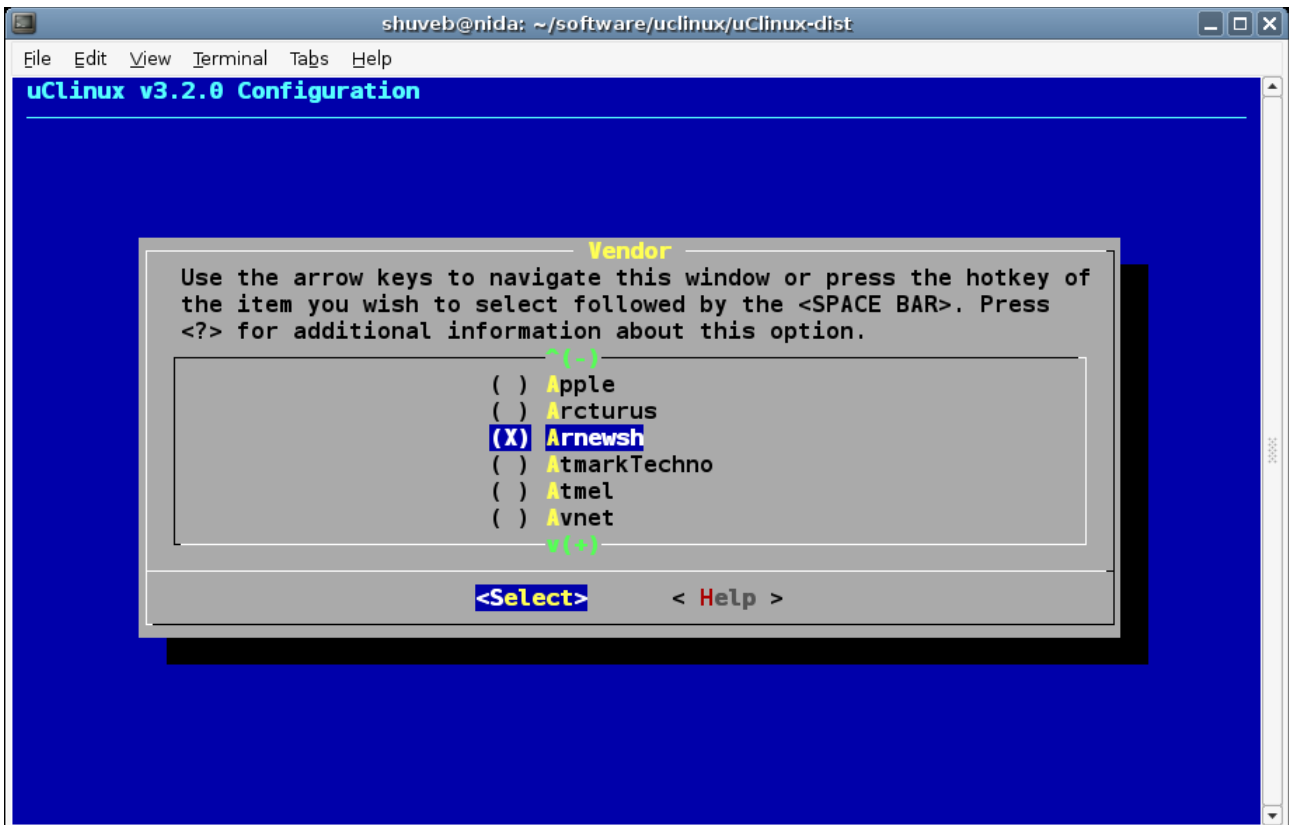 shuveb@nida: ~/software/uclinux/uClinux-dist
File Edit View Terminal Tabs Help
uClinux v3.2.0 Configuration
Vendor
Use the arrow keys to navigate this window or press the hotkey of
the item you wish to select followed by the <SPACE BAR>. Press
<?> for additional information about this option.
^(-)
( ) Apple
( ) Arcturus
(X) Arnewsh
( ) AtmarkTechno
( ) Atmel
( ) Avnet
v(+)
<Select> < Help >